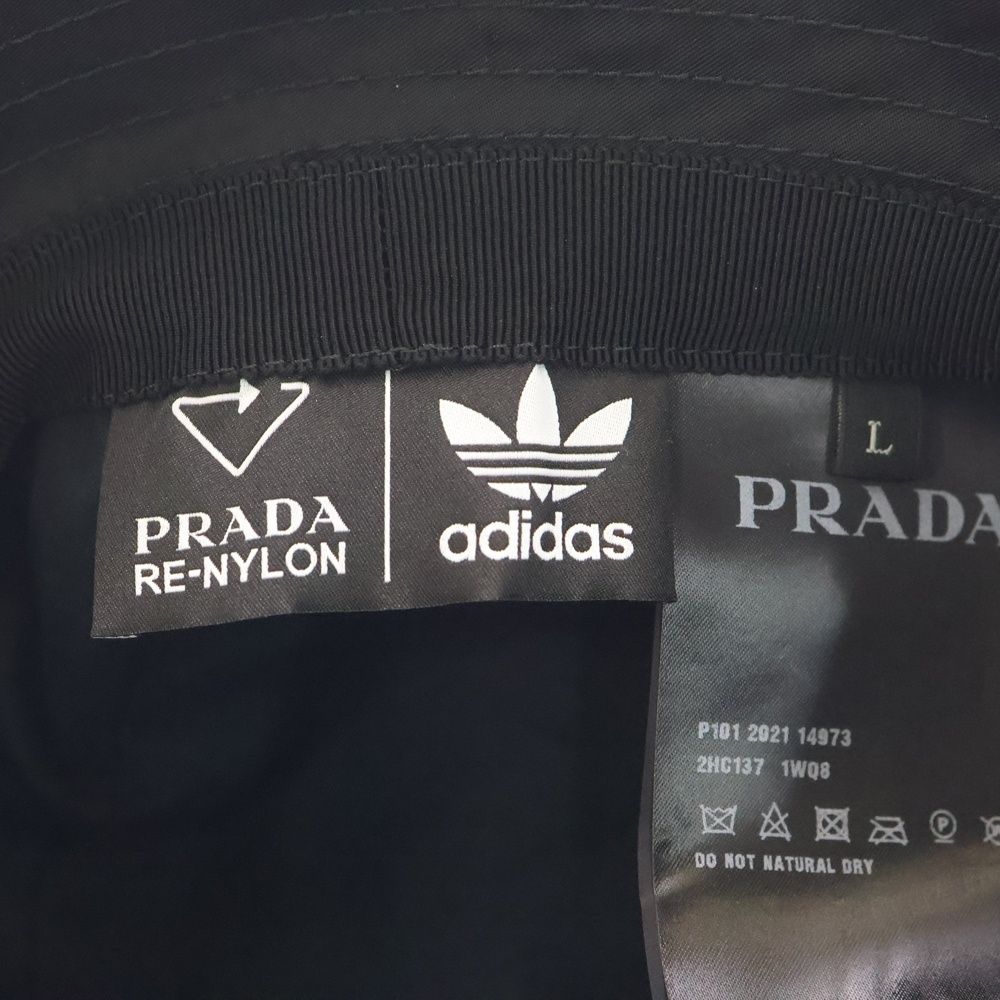 PRADA
RE-NYLON
adidas
L
PRADA
P101 2021 14973
2HC137 1WQ8
P
DO NOT NATURAL DRY